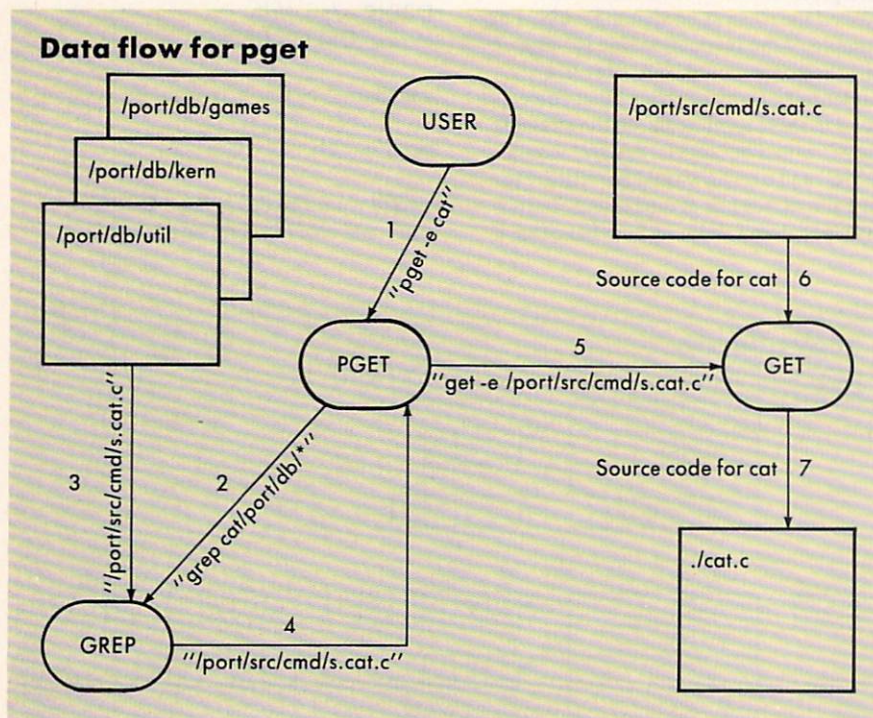 Data flow for pget
/port/db/games
/port/db/kern
/port/db/util
USER
/port/src/cmd/s.cat.c
1
"pget -e cat"
Source code for cat 6
PGET
5
"get -e /port/src/cmd/s.cat.c"
GET
3
"/port/src/cmd/s.cat.c"
2
"grep cat/port/db/*"
Source code for cat 7
./cat.c
GREP
4
"/port/src/cmd/s.cat.c"